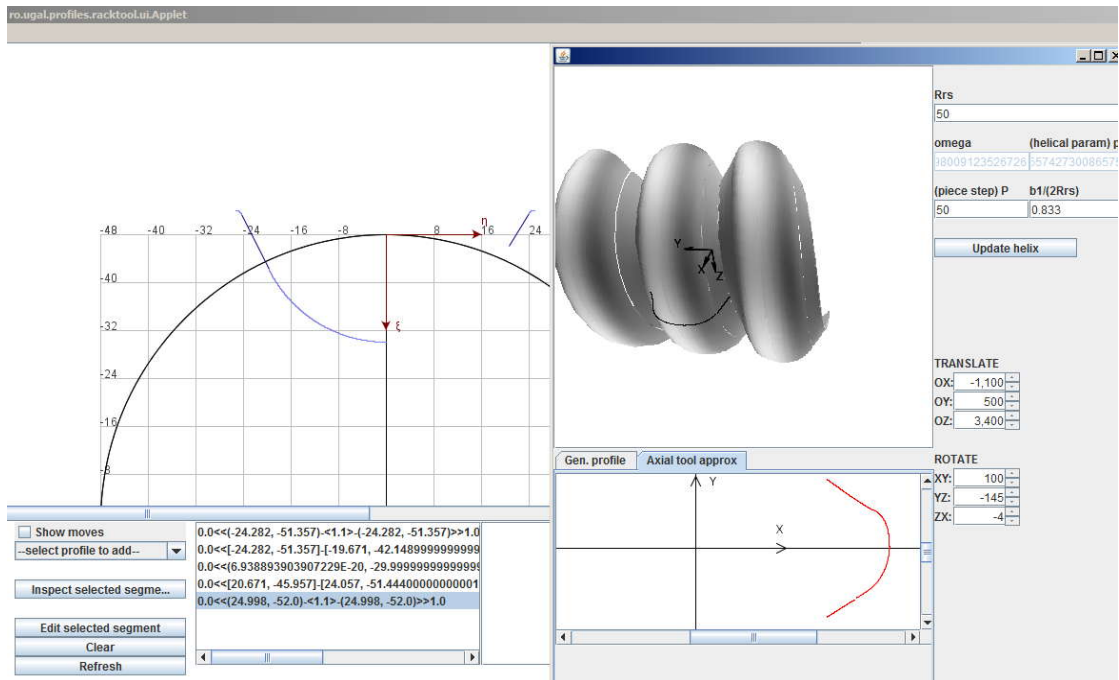 ro.ugal.profiles.racktool.ui.Applet
η
-48 -40 -32 -24 -16 -8 8 16 24
-40
ξ
-32
-24
-16
-8
Show moves
--select profile to add--
Inspect selected segme...
Edit selected segment
Clear
Refresh
0.0<<(-24.282, -51.357)-<1.1>-(-24.282, -51.357)>>1.0
0.0<<[-24.282, -51.357]-[-19.671, -42.1489999999999
0.0<<(6.938893903907229E-20, -29.9999999999999
0.0<<[20.671, -45.957]-[24.057, -51.44400000000001
0.0<<(24.998, -52.0)-<1.1>-(24.998, -52.0)>>1.0
Y
X Z
Gen. profile Axial tool approx
Y
X
Rrs
50
omega (helical param) p
(piece step) P b1/(2Rrs)
50 0.833
Update helix
TRANSLATE
OX: -1,100
OY: 500
OZ: 3,400
ROTATE
XY: 100
YZ: -145
ZX: -4